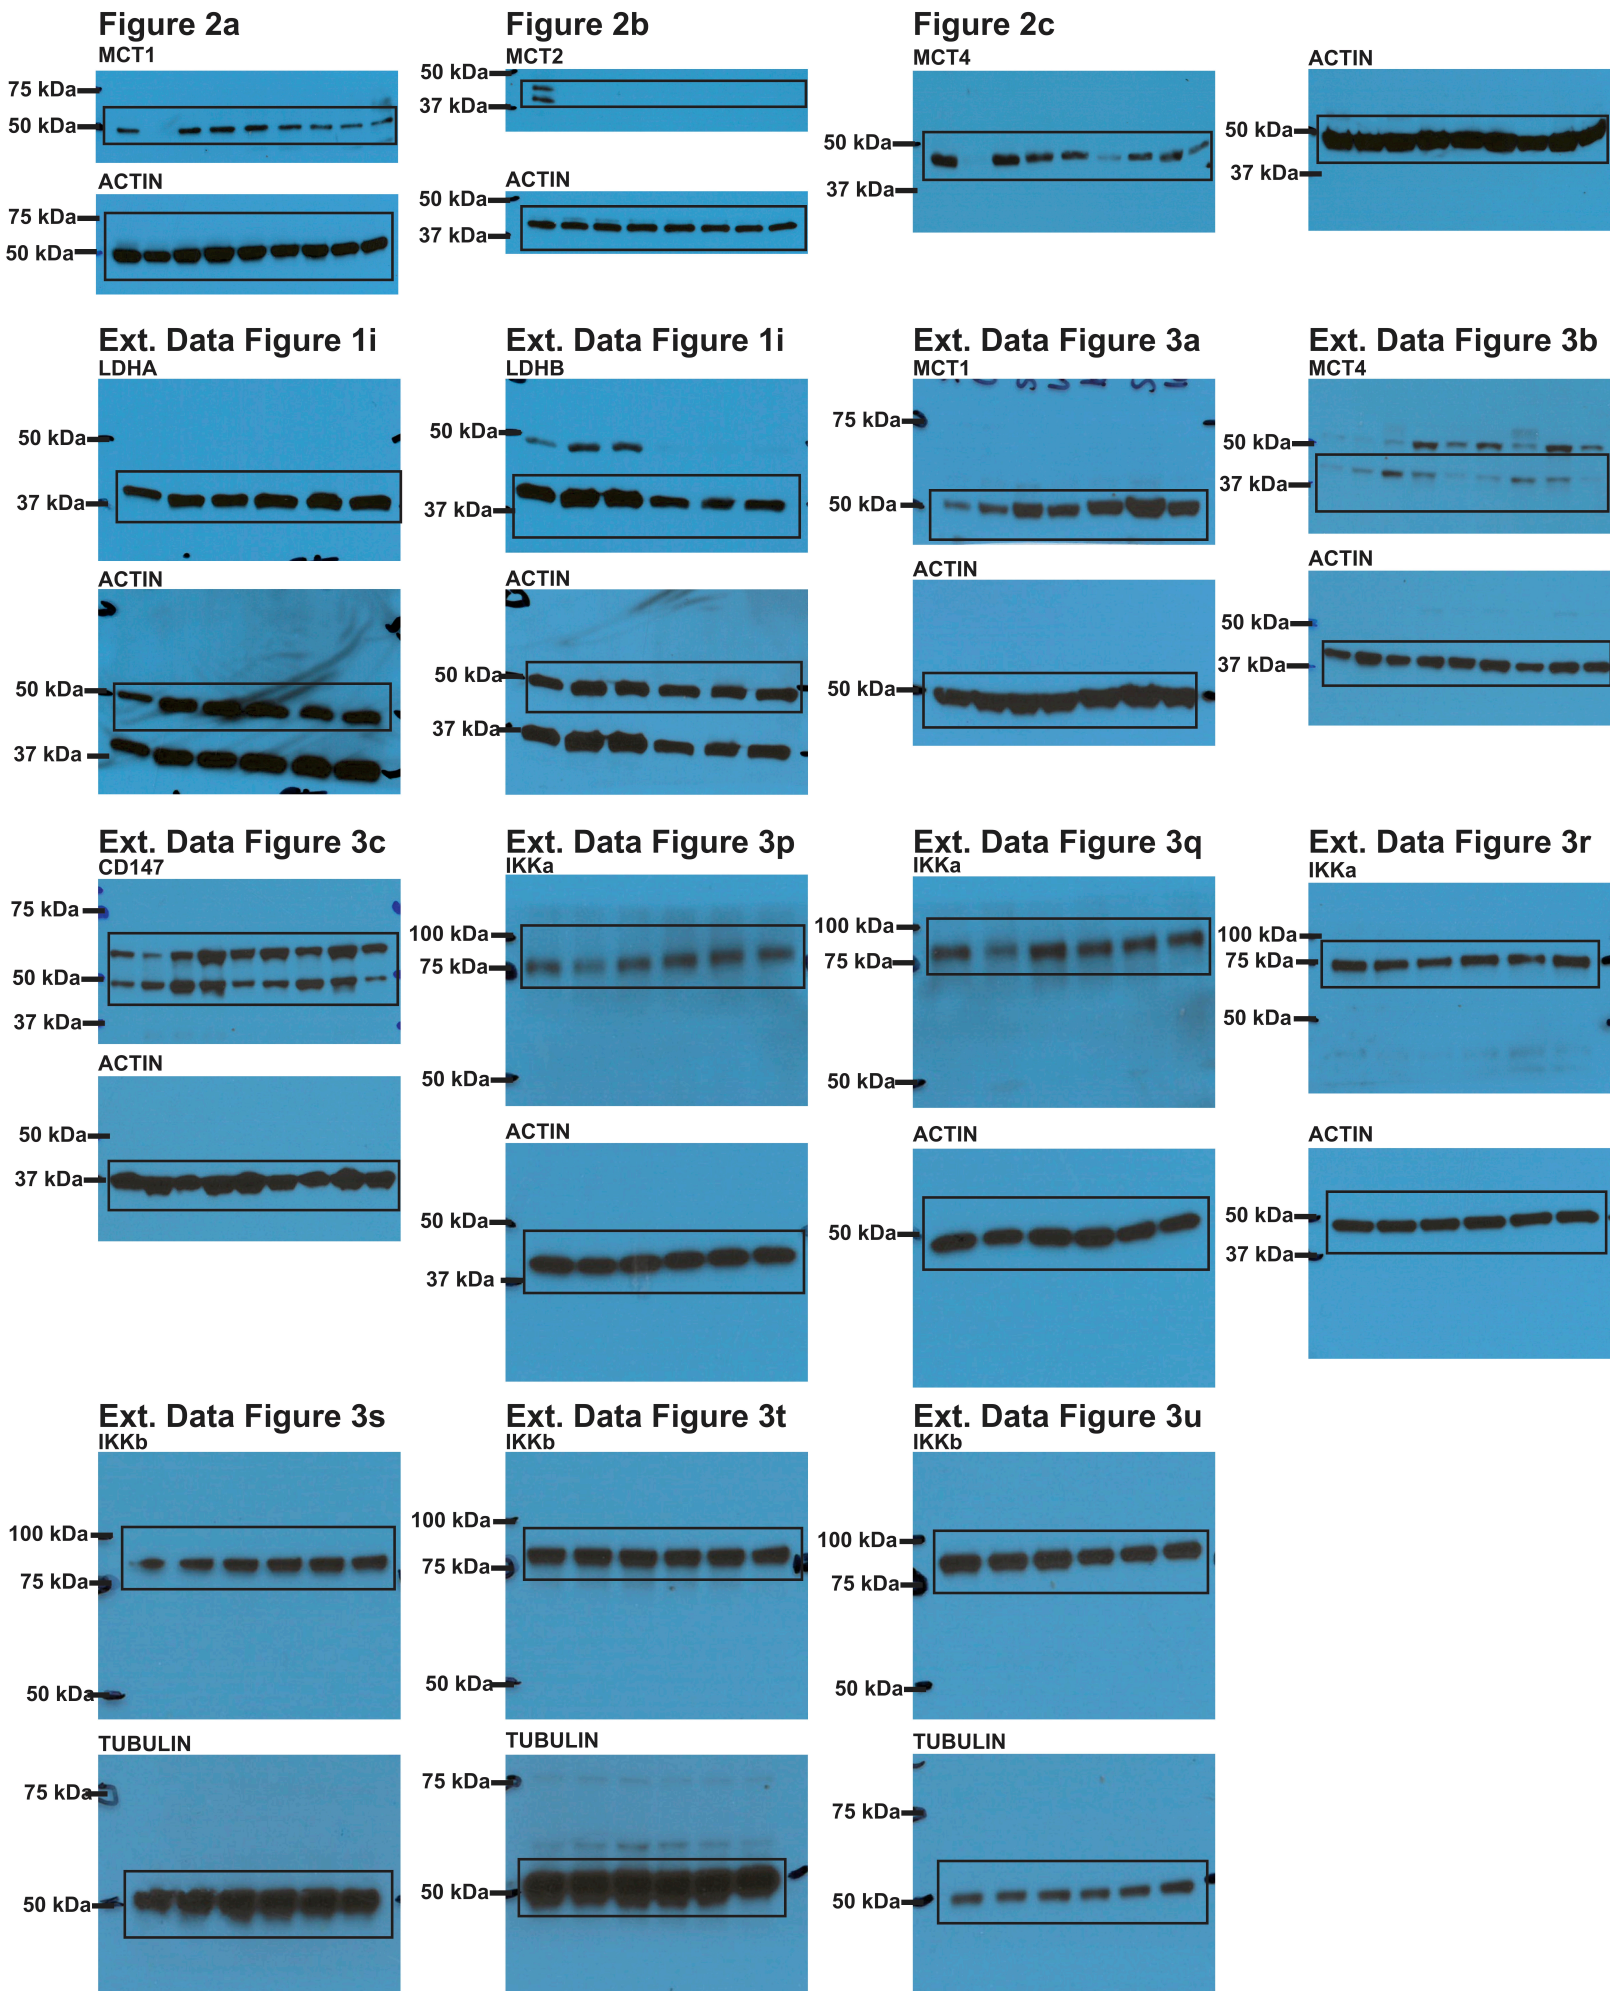 Figure 2a
MCT1
75 kDa
50 kDa
ACTIN
75 kDa
50 kDa
Figure 2b
MCT2
50 kDa
37 kDa
ACTIN
50 kDa
37 kDa
Figure 2c
MCT4
50 kDa
37 kDa
ACTIN
50 kDa
37 kDa
Ext. Data Figure 1i
LDHA
50 kDa
37 kDa
ACTIN
50 kDa
37 kDa
Ext. Data Figure 1i
LDHB
50 kDa
37 kDa
ACTIN
50 kDa
37 kDa
Ext. Data Figure 3a
MCT1
75 kDa
50 kDa
ACTIN
50 kDa
Ext. Data Figure 3b
MCT4
50 kDa
37 kDa
ACTIN
50 kDa
37 kDa
Ext. Data Figure 3c
CD147
75 kDa
50 kDa
37 kDa
ACTIN
50 kDa
37 kDa
Ext. Data Figure 3p
IKKa
100 kDa
75 kDa
50 kDa
ACTIN
50 kDa
37 kDa
Ext. Data Figure 3q
IKKa
100 kDa
75 kDa
50 kDa
ACTIN
50 kDa
Ext. Data Figure 3r
IKKa
100 kDa
75 kDa
50 kDa
ACTIN
50 kDa
37 kDa
Ext. Data Figure 3s
IKKb
100 kDa
75 kDa
50 kDa
TUBULIN
75 kDa
50 kDa
Ext. Data Figure 3t
IKKb
100 kDa
75 kDa
50 kDa
TUBULIN
75 kDa
50 kDa
Ext. Data Figure 3u
IKKb
100 kDa
75 kDa
50 kDa
TUBULIN
75 kDa
50 kDa